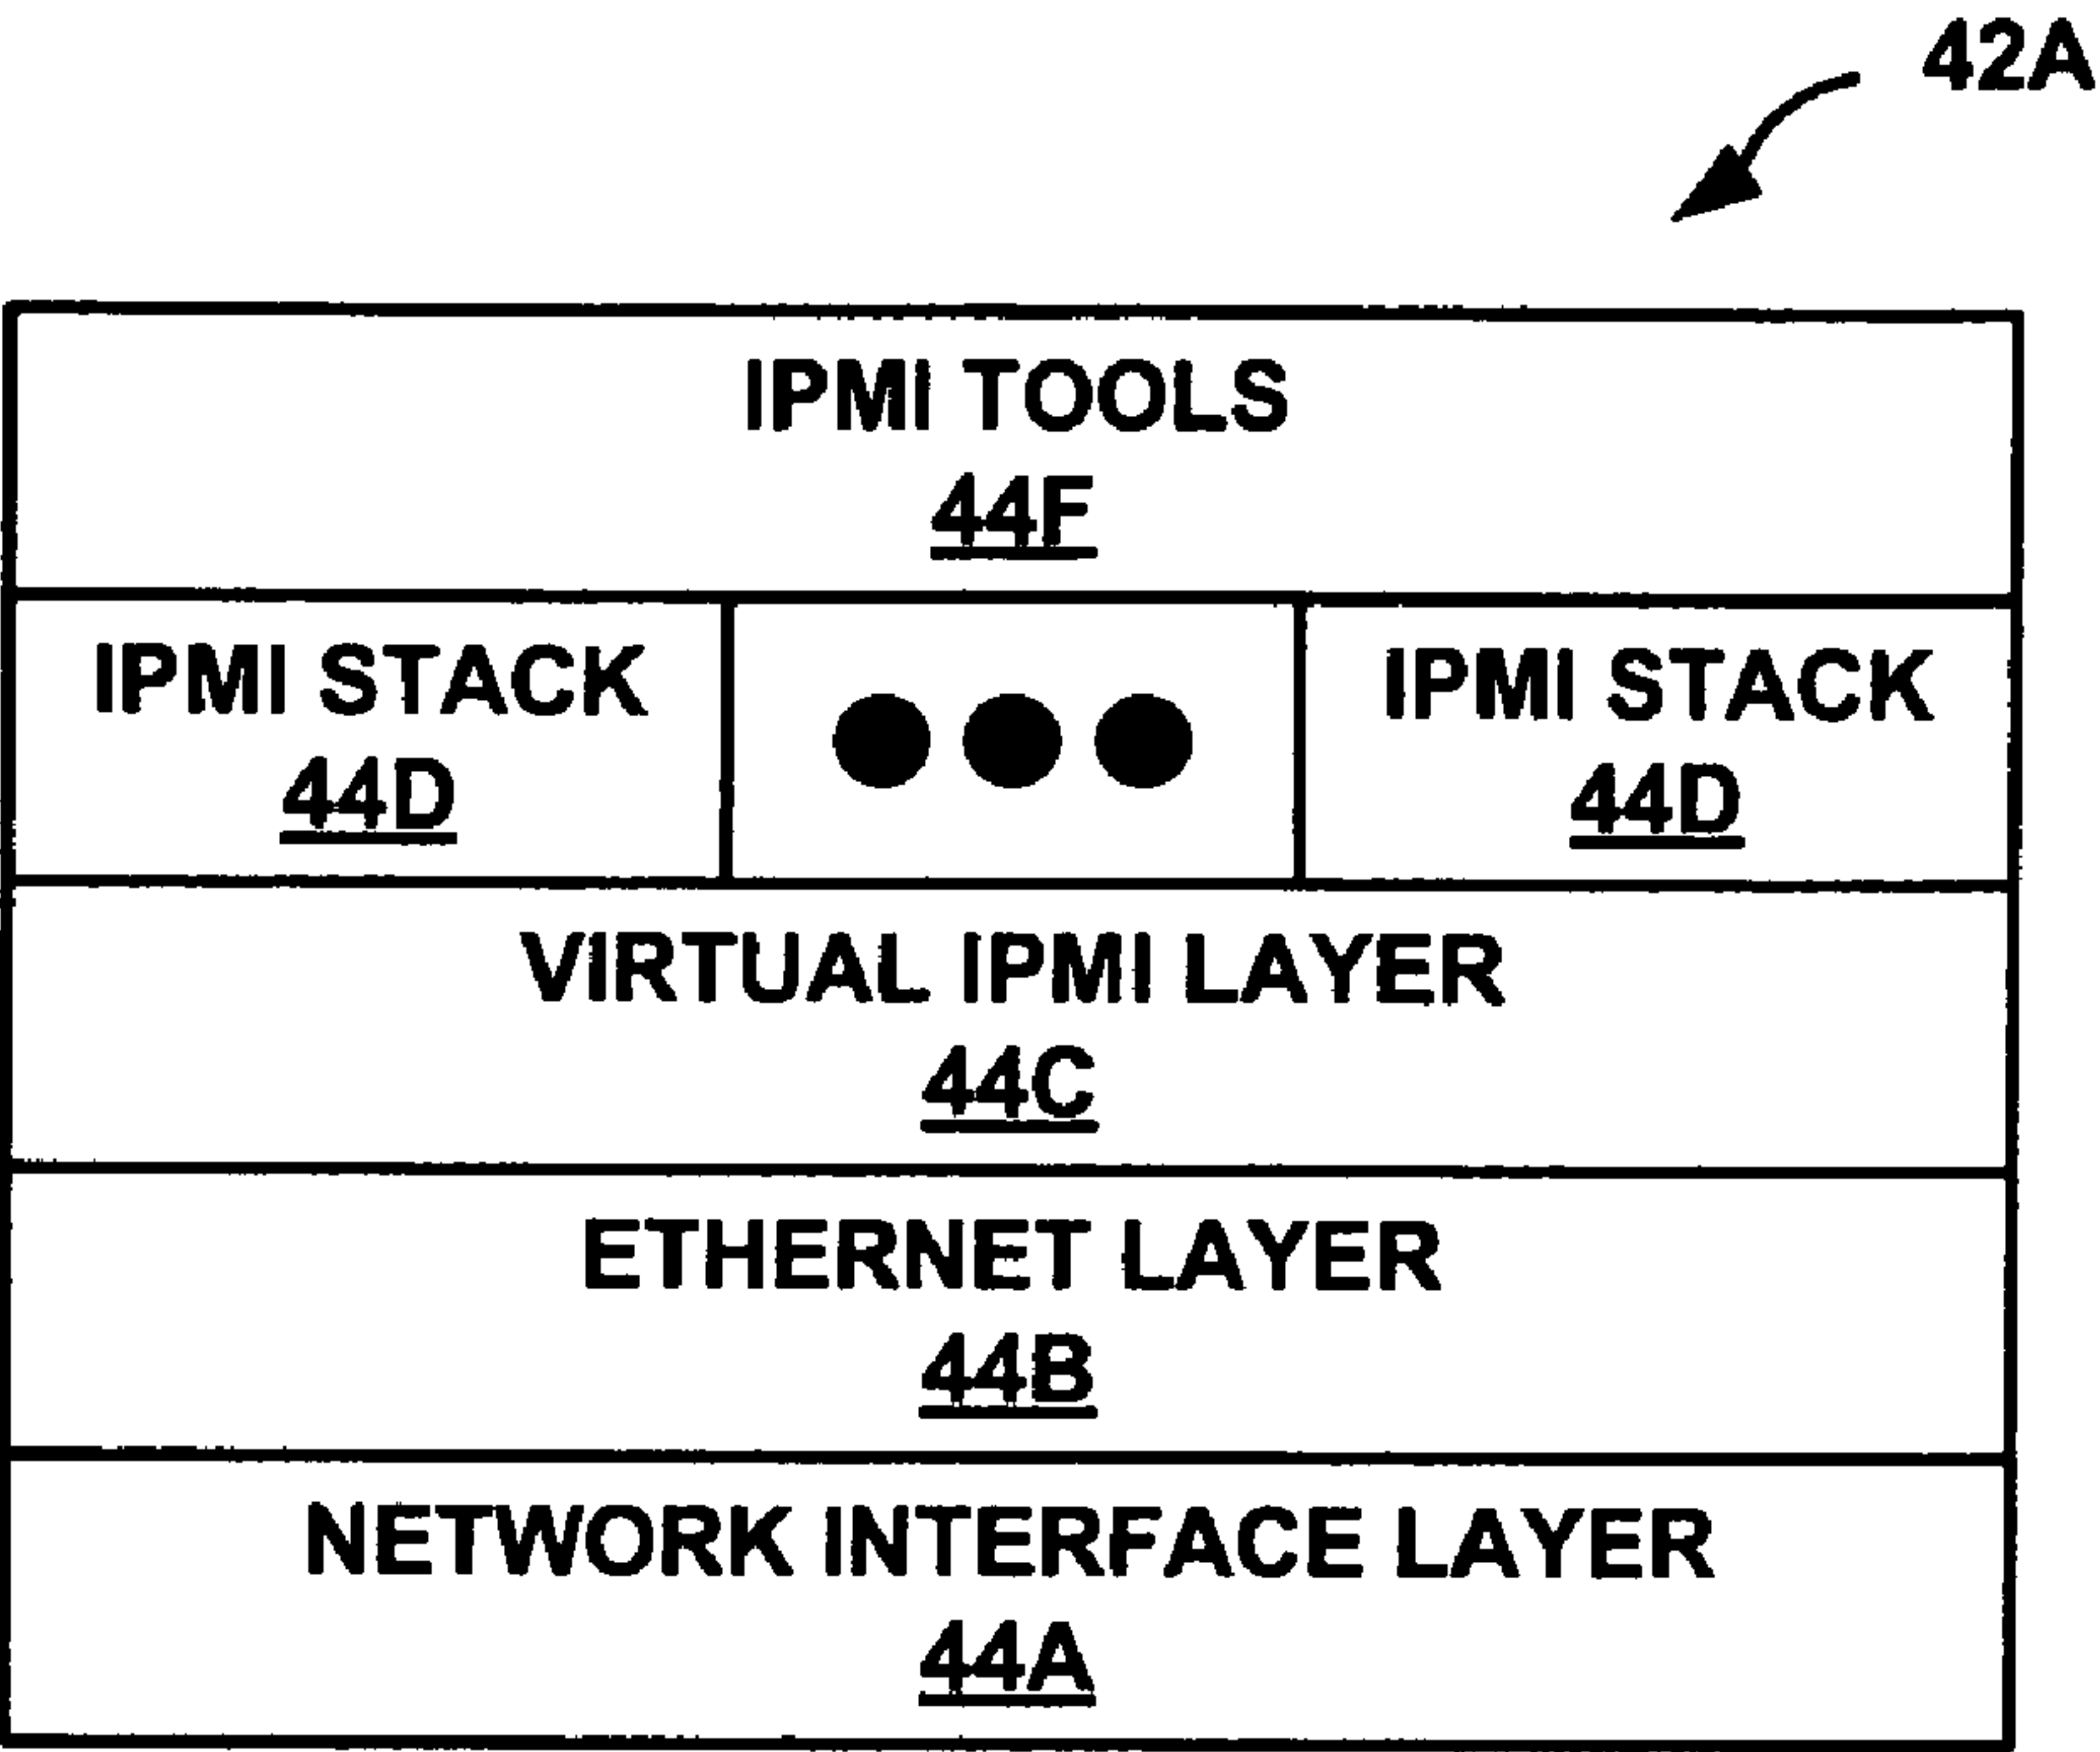 42A
IPMI TOOLS
44F
IPMI STACK
44D
IPMI STACK
44D
VIRTUAL IPMI LAYER
44C
ETHERNET LAYER
44B
NETWORK INTERFACE LAYER
44A